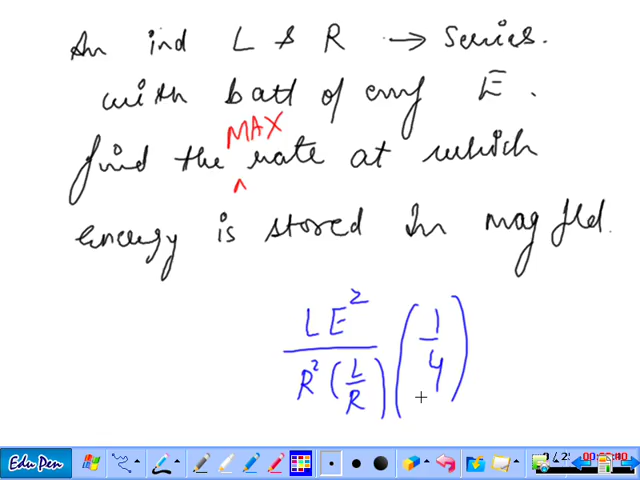 An ind L & R → Series.
with batt of emf E.
find the MAX rate at which
energy is stored in mag fld.
LE²
R² (L/R) (1/4)
Edu Pen